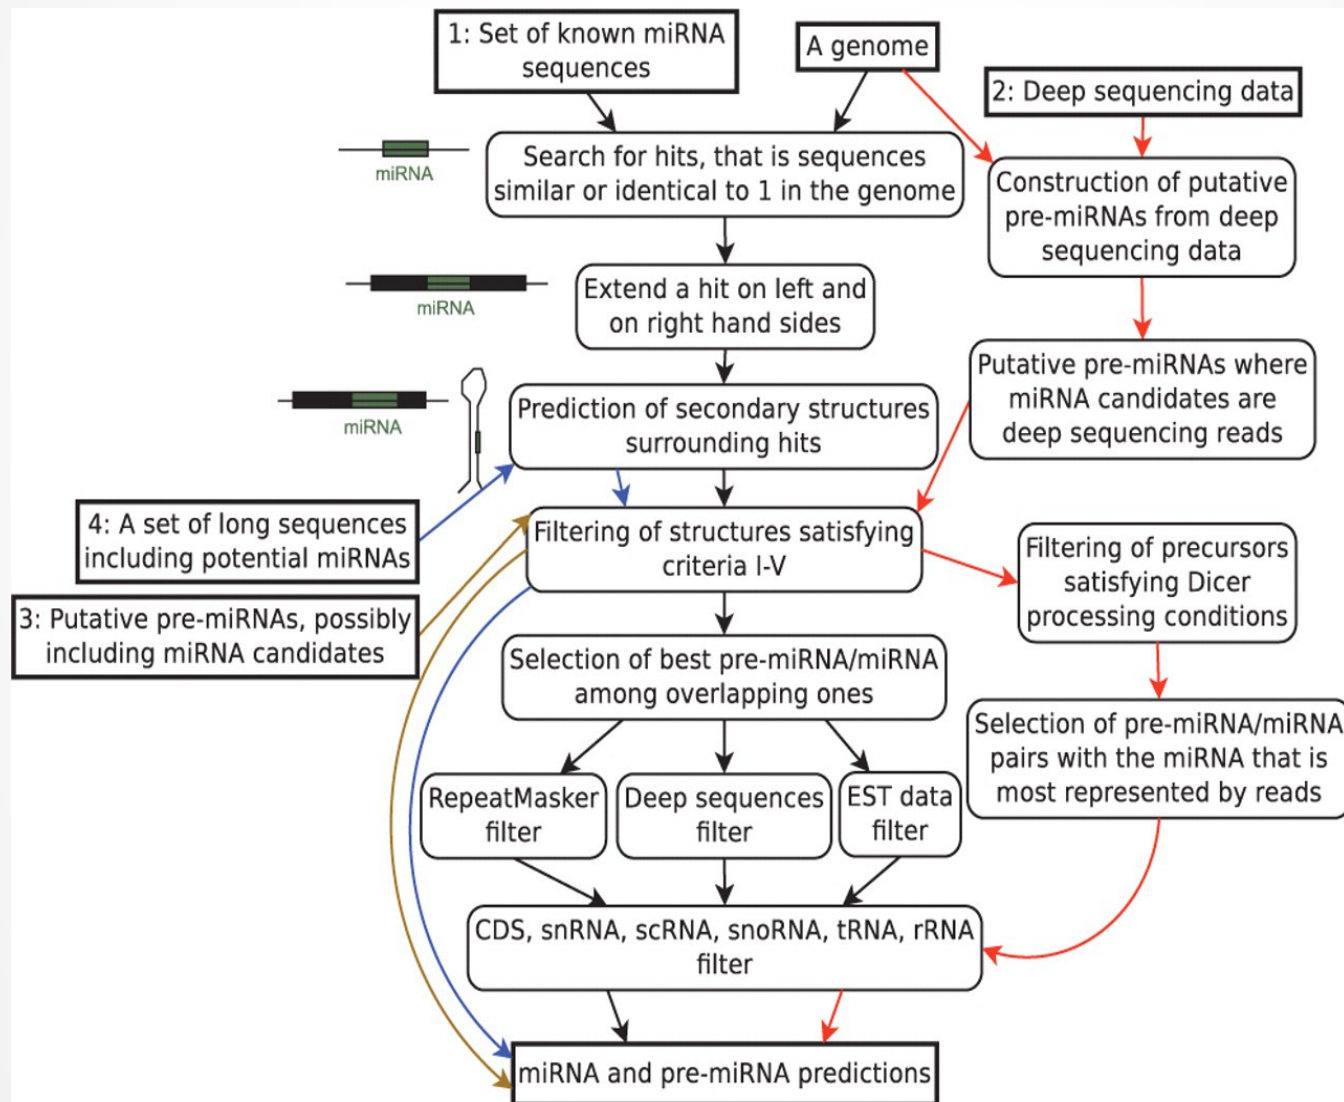 1: Set of known miRNA
sequences
A genome
2: Deep sequencing data
miRNA
Search for hits, that is sequences
similar or identical to 1 in the genome
Construction of putative
pre-miRNAs from deep
sequencing data
miRNA
Extend a hit on left and
on right hand sides
Putative pre-miRNAs where
miRNA candidates are
deep sequencing reads
miRNA
Prediction of secondary structures
surrounding hits
4: A set of long sequences
including potential miRNAs
Filtering of structures satisfying
criteria I-V
Filtering of precursors
satisfying Dicer
processing conditions
3: Putative pre-miRNAs, possibly
including miRNA candidates
Selection of best pre-miRNA/miRNA
among overlapping ones
Selection of pre-miRNA/miRNA
pairs with the miRNA that is
most represented by reads
RepeatMasker
filter
Deep sequences
filter
EST data
filter
CDS, snRNA, scRNA, snoRNA, tRNA, rRNA
filter
miRNA and pre-miRNA predictions